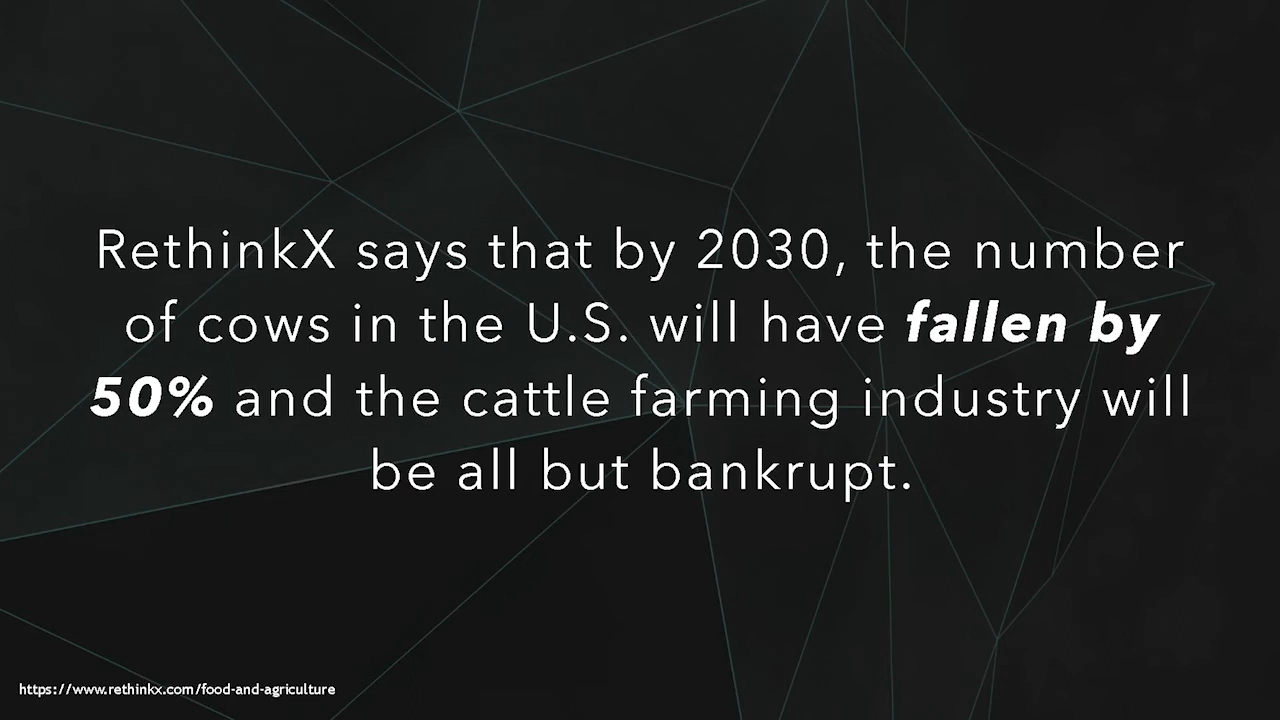 RethinkX says that by 2030, the number
of cows in the U.S. will have fallen by
50% and the cattle farming industry will
be all but bankrupt.
https://www.rethinkx.com/food-and-agriculture